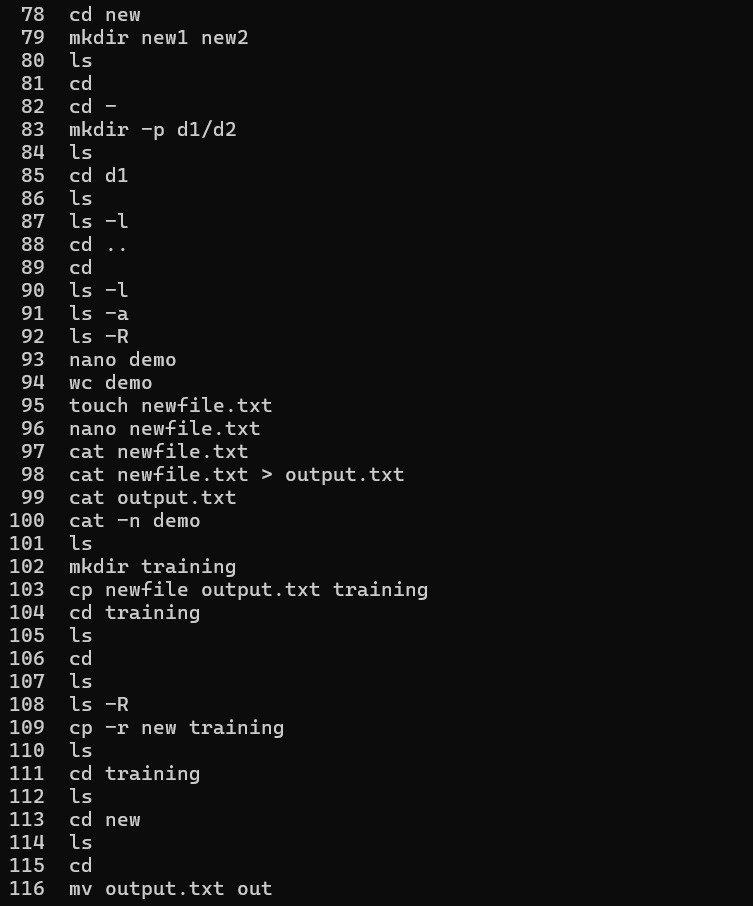 78 cd new
79 mkdir new1 new2
80 ls
81 cd
82 cd -
83 mkdir -p d1/d2
84 ls
85 cd d1
86 ls
87 ls -l
88 cd ..
89 cd
90 ls -l
91 ls -a
92 ls -R
93 nano demo
94 wc demo
95 touch newfile.txt
96 nano newfile.txt
97 cat newfile.txt
98 cat newfile.txt > output.txt
99 cat output.txt
100 cat -n demo
101 ls
102 mkdir training
103 cp newfile output.txt training
104 cd training
105 ls
106 cd
107 ls
108 ls -R
109 cp -r new training
110 ls
111 cd training
112 ls
113 cd new
114 ls
115 cd
116 mv output.txt out